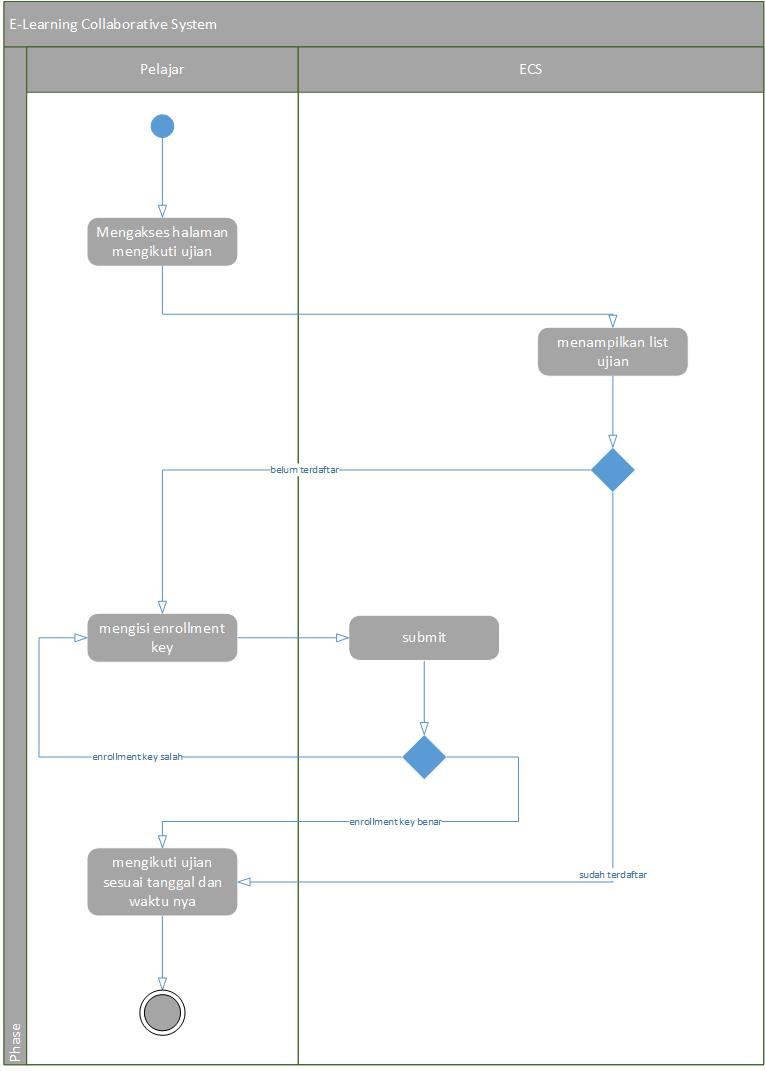 E-Learning Collaborative System
Pelajar
ECS
Mengakses halaman
mengikuti ujian
menampilkan list
ujian
belum terdaftar
mengisi enrollment
key
submit
enrollment key salah
enrollment key benar
mengikuti ujian
sesuai tanggal dan
waktu nya
sudah terdaftar
Phase